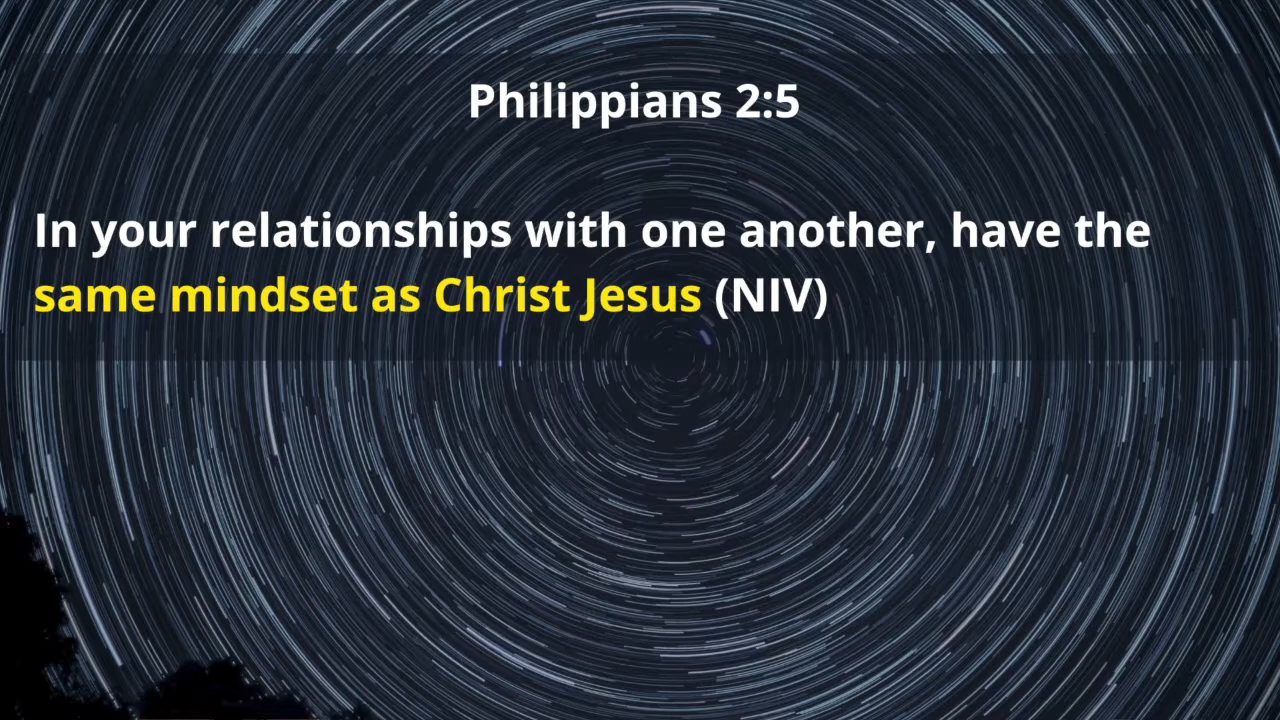 Philippians 2:5
In your relationships with one another, have the
same mindset as Christ Jesus (NIV)